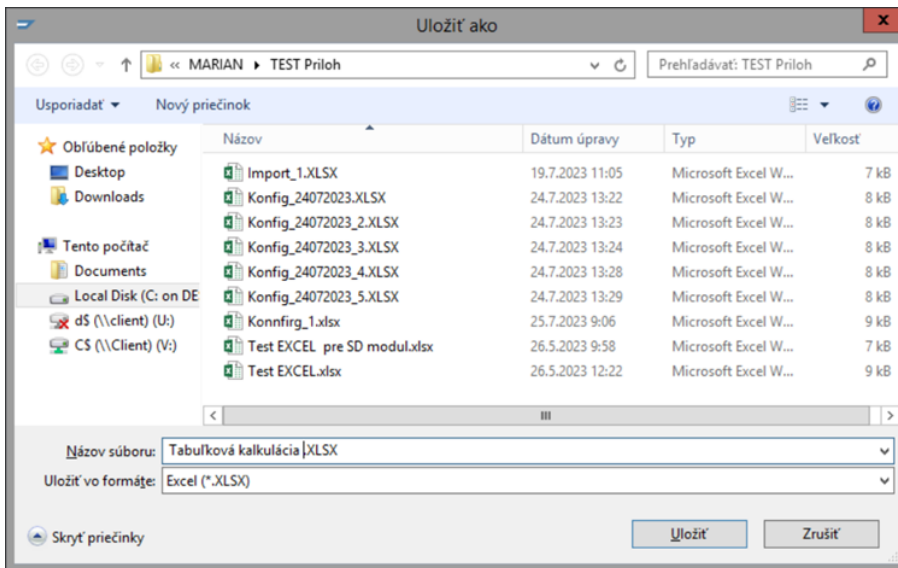 Uložiť ako
x
« MARIAN ▸ TEST Priloh
Prehľadávať: TEST Priloh
Usporiadať Nový priečinok
Názov Dátum úpravy Typ Veľkosť
Obľúbené položky
Desktop
Downloads
Tento počítač
Documents
Local Disk (C: on DE
d$ (\\client) (U:)
C$ (\\Client) (V:)
Import_1.XLSX 19.7.2023 11:05 Microsoft Excel W... 7 kB
Konfig_24072023.XLSX 24.7.2023 13:22 Microsoft Excel W... 8 kB
Konfig_24072023_2.XLSX 24.7.2023 13:23 Microsoft Excel W... 8 kB
Konfig_24072023_3.XLSX 24.7.2023 13:24 Microsoft Excel W... 8 kB
Konfig_24072023_4.XLSX 24.7.2023 13:28 Microsoft Excel W... 8 kB
Konfig_24072023_5.XLSX 24.7.2023 13:29 Microsoft Excel W... 8 kB
Konnfirg_1.xlsx 25.7.2023 9:06 Microsoft Excel W... 9 kB
Test EXCEL pre SD modul.xlsx 26.5.2023 9:58 Microsoft Excel W... 7 kB
Test EXCEL.xlsx 26.5.2023 12:22 Microsoft Excel W... 9 kB
Názov súboru: Tabuľková kalkulácia .XLSX
Uložiť vo formáte: Excel (*.XLSX)
Skryť priečinky
Uložiť
Zrušiť